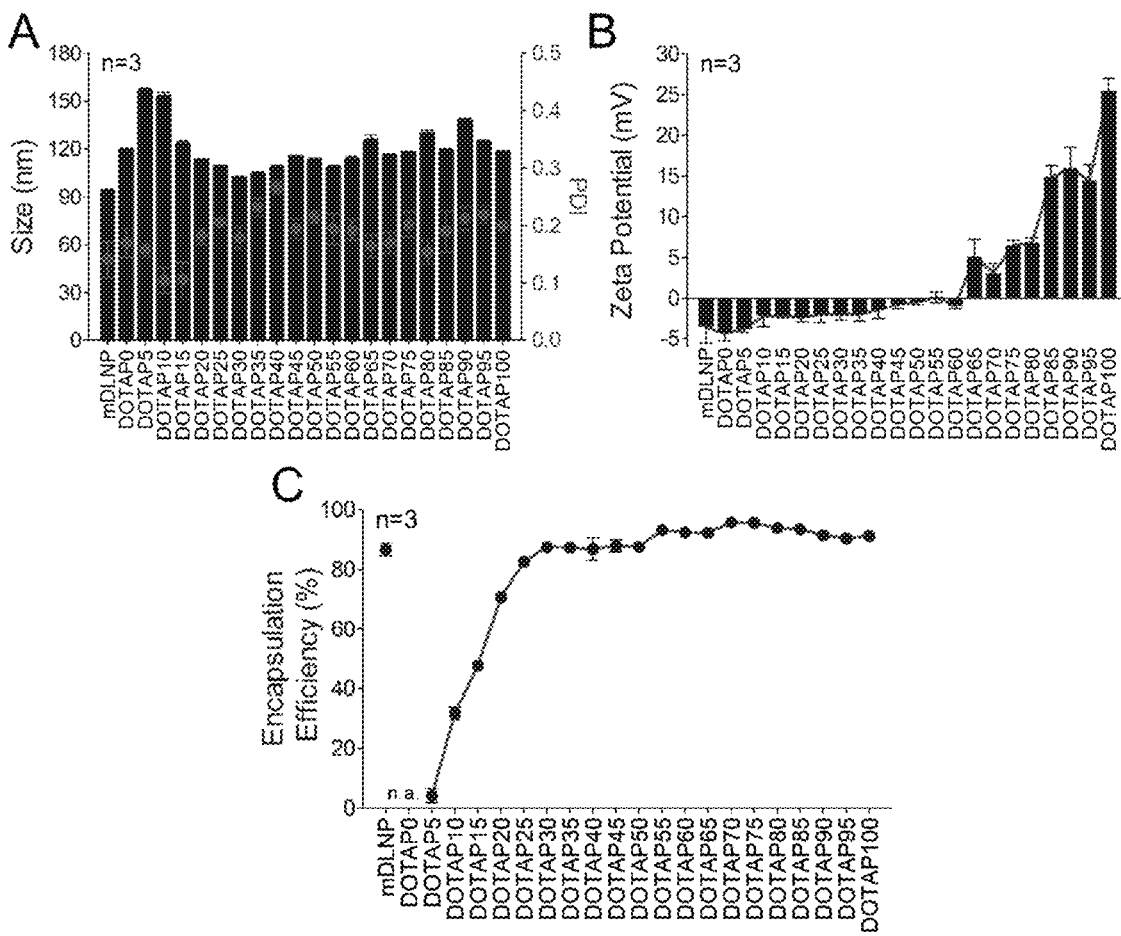 A
n=3
Size (nm)
180
150
120
90
60
30
0
0.5
0.4
0.3
0.2
0.1
0.0
PDI
mDLNP
DOTAP0
DOTAP5
DOTAP10
DOTAP15
DOTAP20
DOTAP25
DOTAP30
DOTAP35
DOTAP40
DOTAP45
DOTAP50
DOTAP55
DOTAP60
DOTAP65
DOTAP70
DOTAP75
DOTAP80
DOTAP85
DOTAP90
DOTAP95
DOTAP100
B
n=3
Zeta Potential (mV)
30
25
20
15
10
5
0
-5
mDLNP
DOTAP0
DOTAP5
DOTAP10
DOTAP15
DOTAP20
DOTAP25
DOTAP30
DOTAP35
DOTAP40
DOTAP45
DOTAP50
DOTAP55
DOTAP60
DOTAP65
DOTAP70
DOTAP75
DOTAP80
DOTAP85
DOTAP90
DOTAP95
DOTAP100
C
n=3
Encapsulation
Efficiency (%)
100
80
60
40
20
0
n.a.
mDLNP
DOTAP0
DOTAP5
DOTAP10
DOTAP15
DOTAP20
DOTAP25
DOTAP30
DOTAP35
DOTAP40
DOTAP45
DOTAP50
DOTAP55
DOTAP60
DOTAP65
DOTAP70
DOTAP75
DOTAP80
DOTAP85
DOTAP90
DOTAP95
DOTAP100